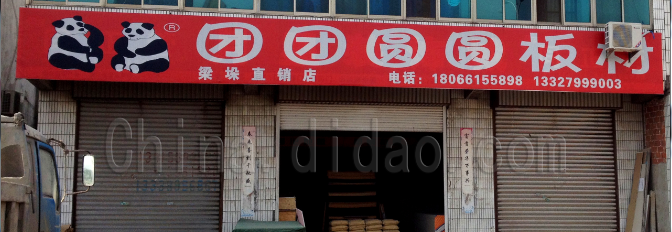 ®
团团圆圆板材
梁垛直销店
电话：18066155898 13327999003
China-didao.com